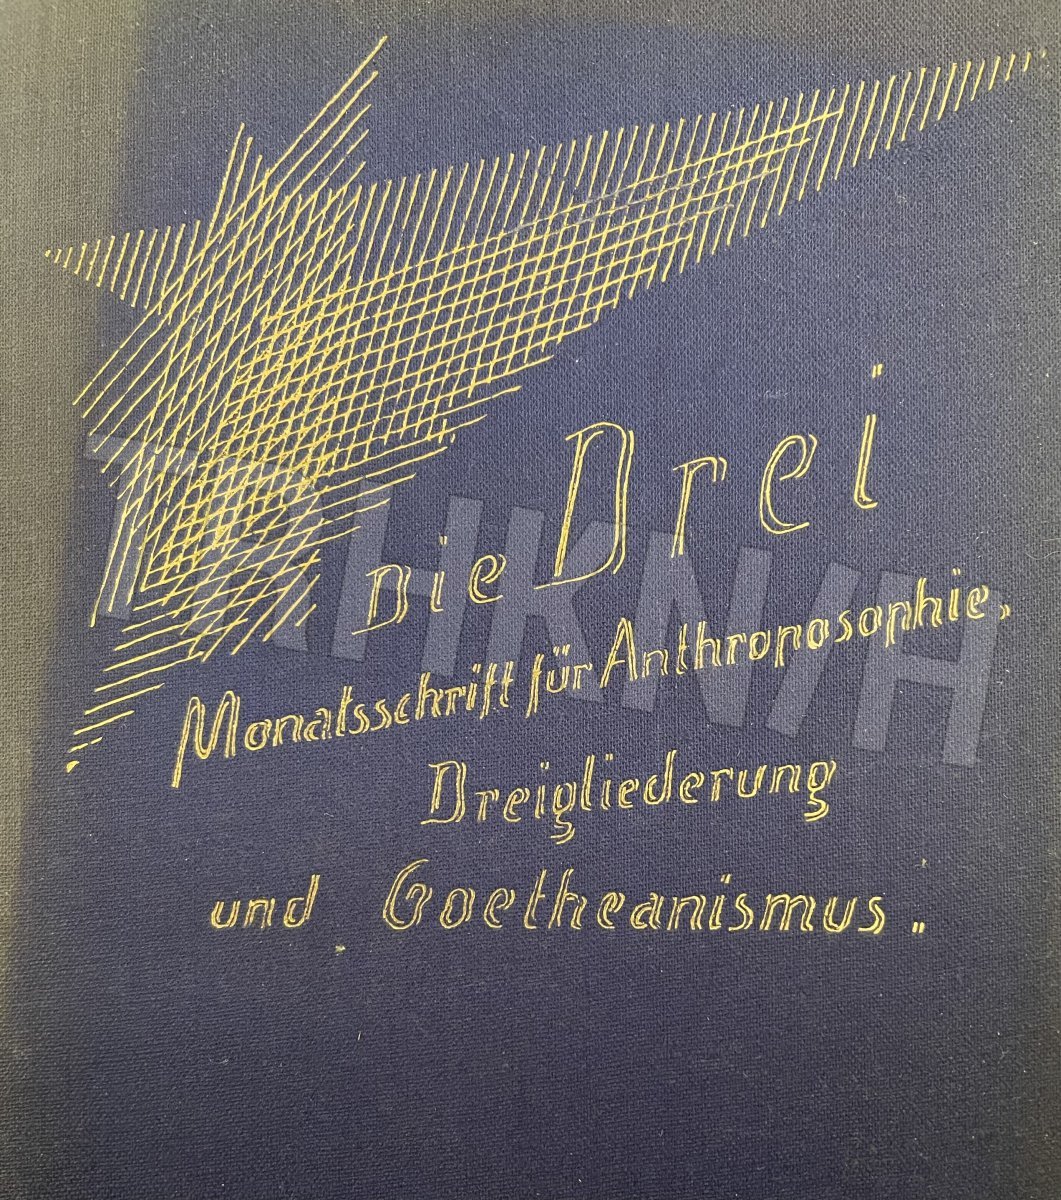 Die Drei
Monatsschrift für Anthroposophie,
Dreigliederung
und Goetheanismus.